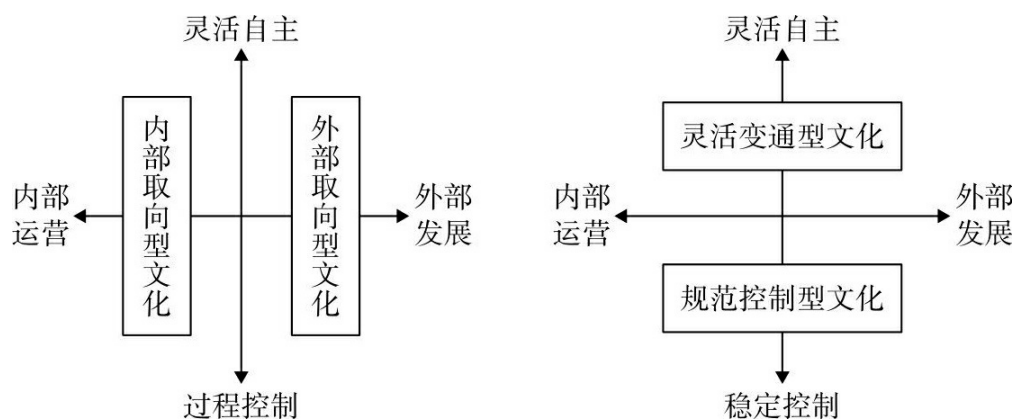 灵活自主
内部取向型文化
外部取向型文化
内部
运营
外部
发展
过程控制
灵活自主
灵活变通型文化
内部
运营
外部
发展
规范控制型文化
稳定控制